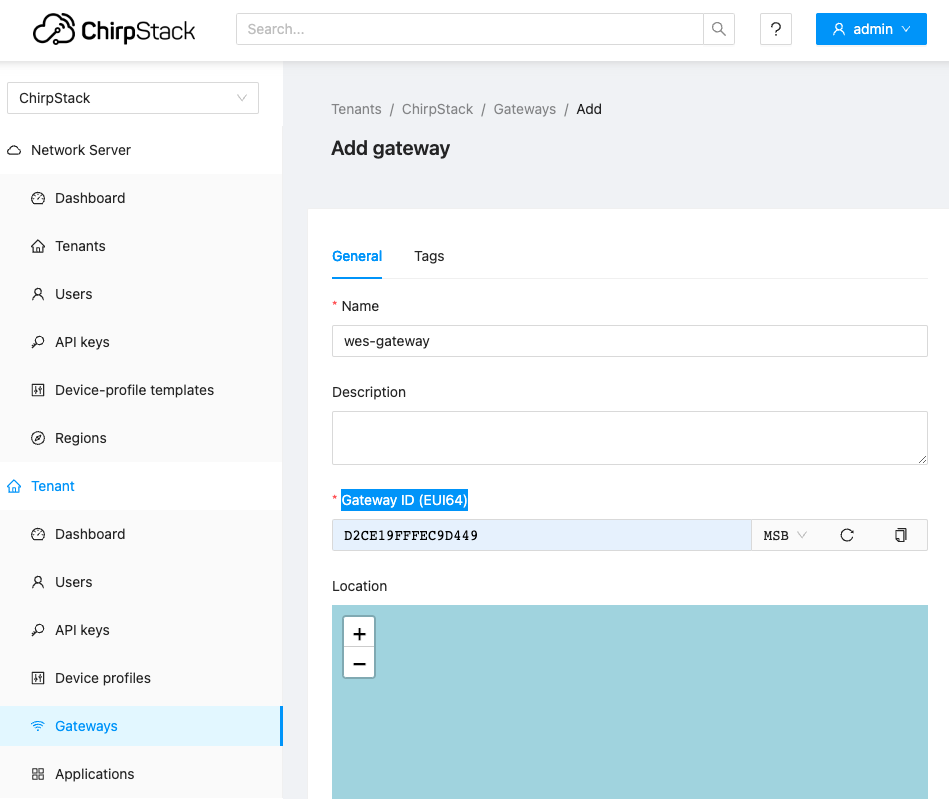 ChirpStack
Search...
?
admin
ChirpStack
Network Server
Dashboard
Tenants
Users
API keys
Device-profile templates
Regions
Tenant
Dashboard
Users
API keys
Device profiles
Gateways
Applications
Tenants / ChirpStack / Gateways / Add
Add gateway
General Tags
* Name
wes-gateway
Description
* Gateway ID (EUI64)
D2CE19FFFEC9D449 MSB
Location
+
−